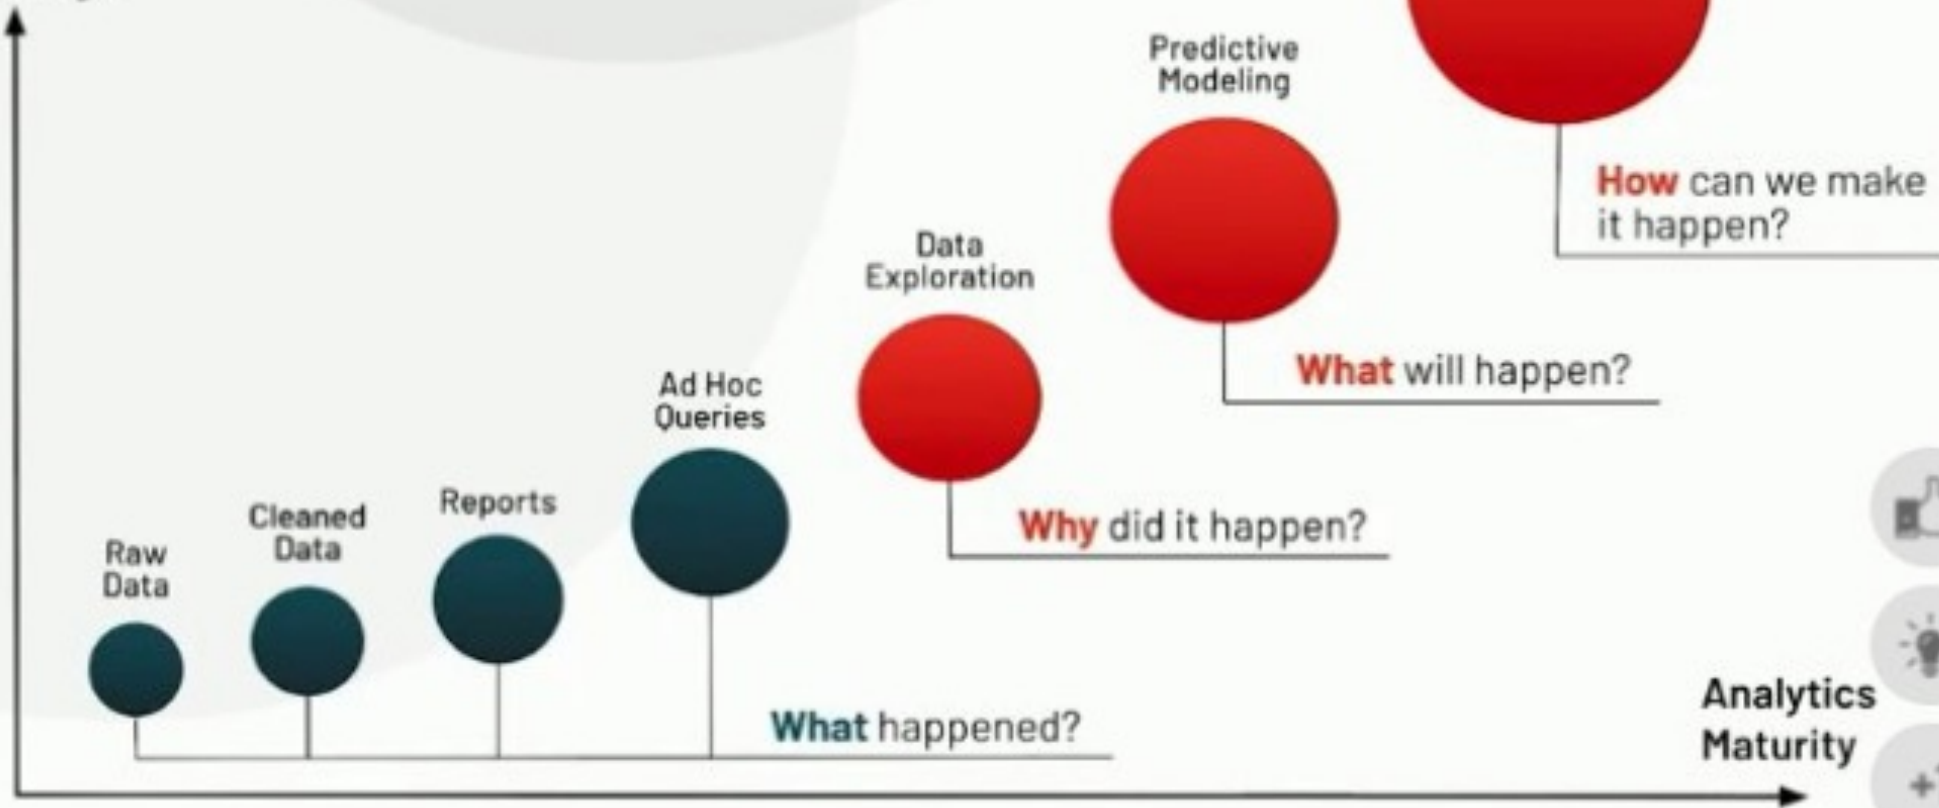 Predictive
Modeling
How can we make
it happen?
Data
Exploration
What will happen?
Ad Hoc
Queries
Reports
Cleaned
Data
Why did it happen?
Raw
Data
What happened?
Analytics
Maturity